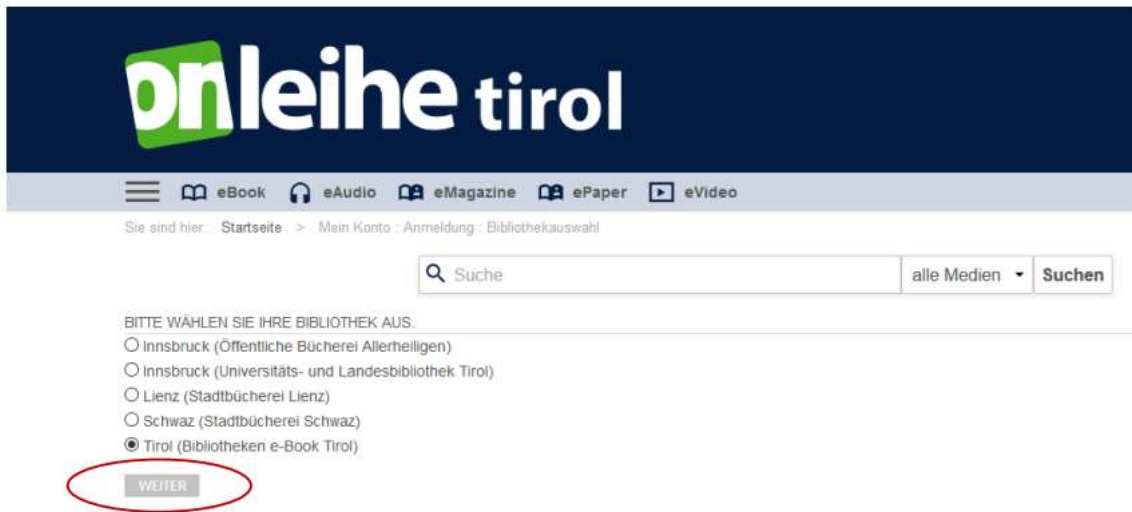 onleihe tirol
eBook eAudio eMagazine ePaper eVideo
Sie sind hier: Startseite > Mein Konto : Anmeldung : Bibliothekauswahl
Suche alle Medien Suchen
BITTE WÄHLEN SIE IHRE BIBLIOTHEK AUS.
Innsbruck (Öffentliche Bücherei Allerheiligen)
Innsbruck (Universitäts- und Landesbibliothek Tirol)
Lienz (Stadtbücherei Lienz)
Schwaz (Stadtbücherei Schwaz)
Tirol (Bibliotheken e-Book Tirol)
WEITER